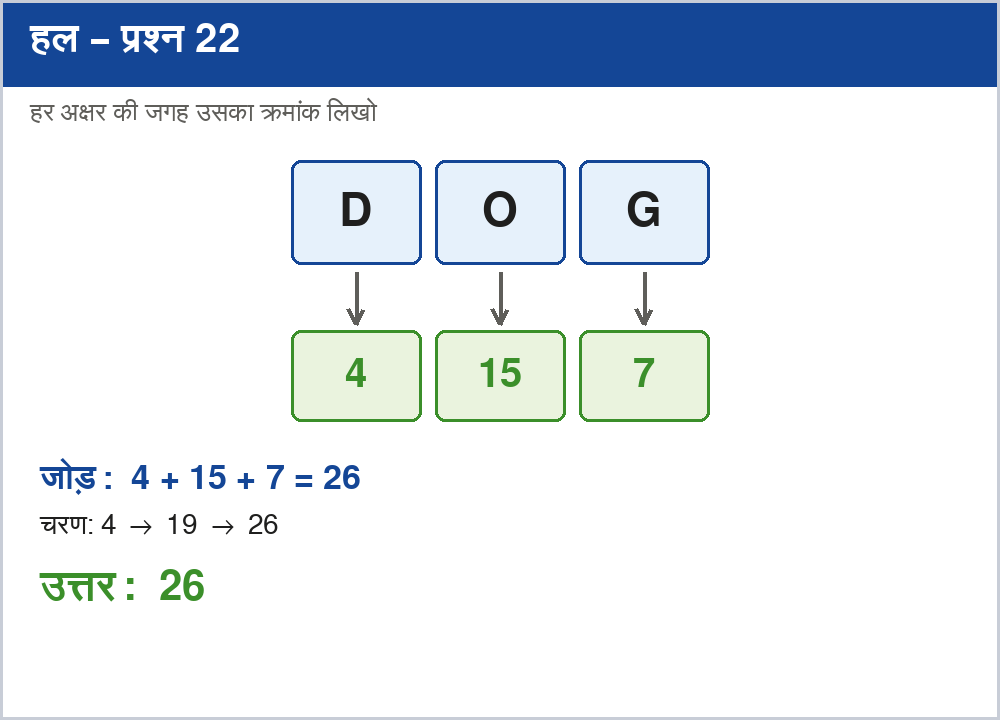 हल – प्रश्न 22
हर अक्षर की जगह उसका क्रमांक लिखो
D O G
4 15 7
जोड़ : 4 + 15 + 7 = 26
चरण: 4 → 19 → 26
उत्तर : 26